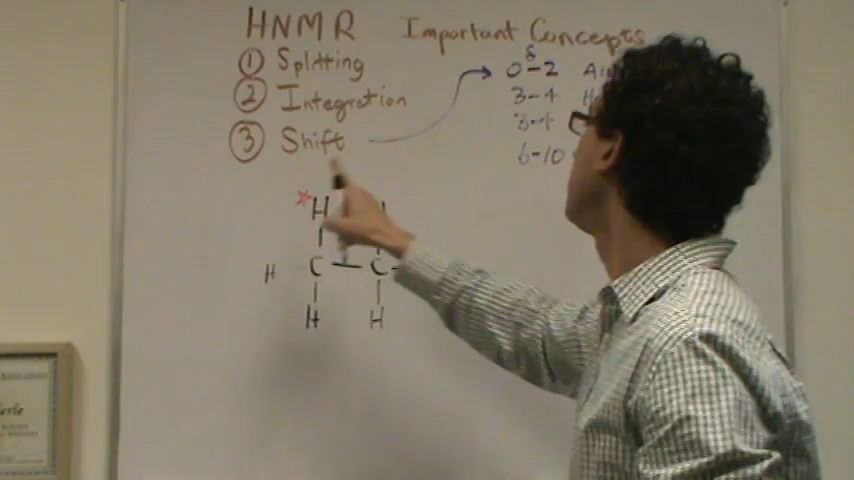 HNMR Important Concepts
① Splitting
② Integration
③ Shift
δ
0-2
3-4
3-4
6-10
*H
H C — C -
H H